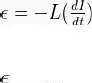 ϵ = −L(dI/dt)
ϵ